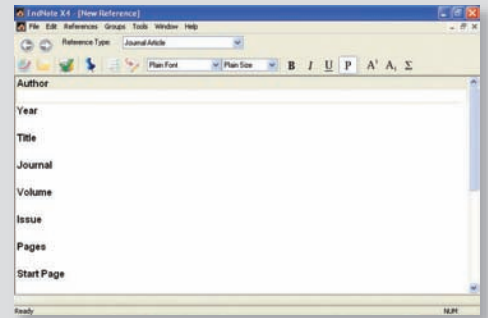 EndNote X4 - [New Reference]
File Edit References Groups Tools Window Help
Reference Type: Journal Article
Plain Font Plain Size B I U P A¹ A₁ Σ
Author
Year
Title
Journal
Volume
Issue
Pages
Start Page
Ready NUM